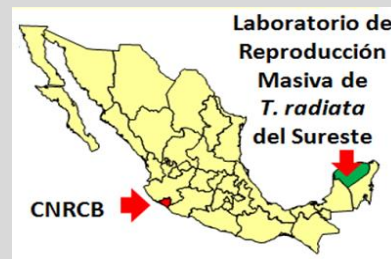 Laboratorio de
Reproducción
Masiva de
T. radiata
del Sureste
CNRCB